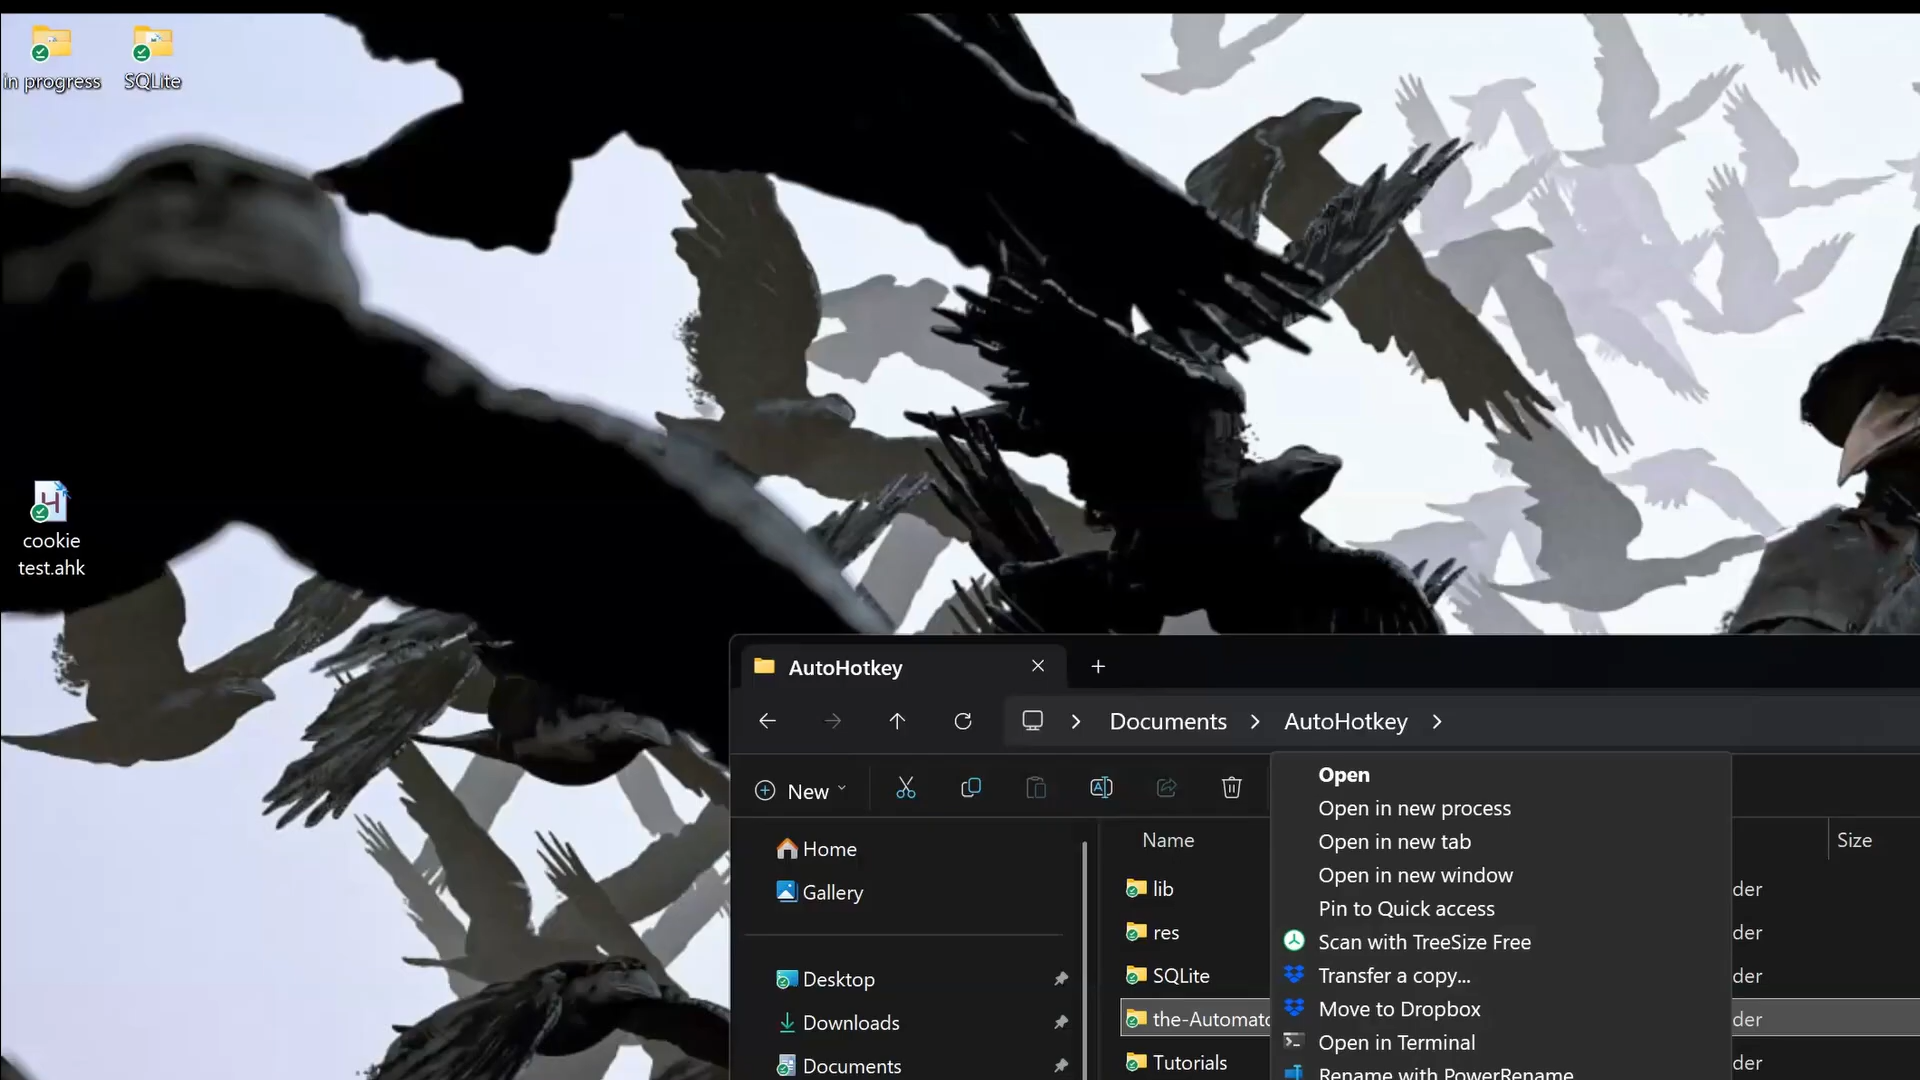 in progress
SQLite
cookie
test.ahk
AutoHotkey
Documents
AutoHotkey
New
Open
Open in new process
Open in new tab
Open in new window
Pin to Quick access
Scan with TreeSize Free
Transfer a copy...
Move to Dropbox
Open in Terminal
Rename with PowerRename
Home
Gallery
Desktop
Downloads
Documents
Name
Size
lib
der
res
der
SQLite
der
the-Automato
der
Tutorials
der